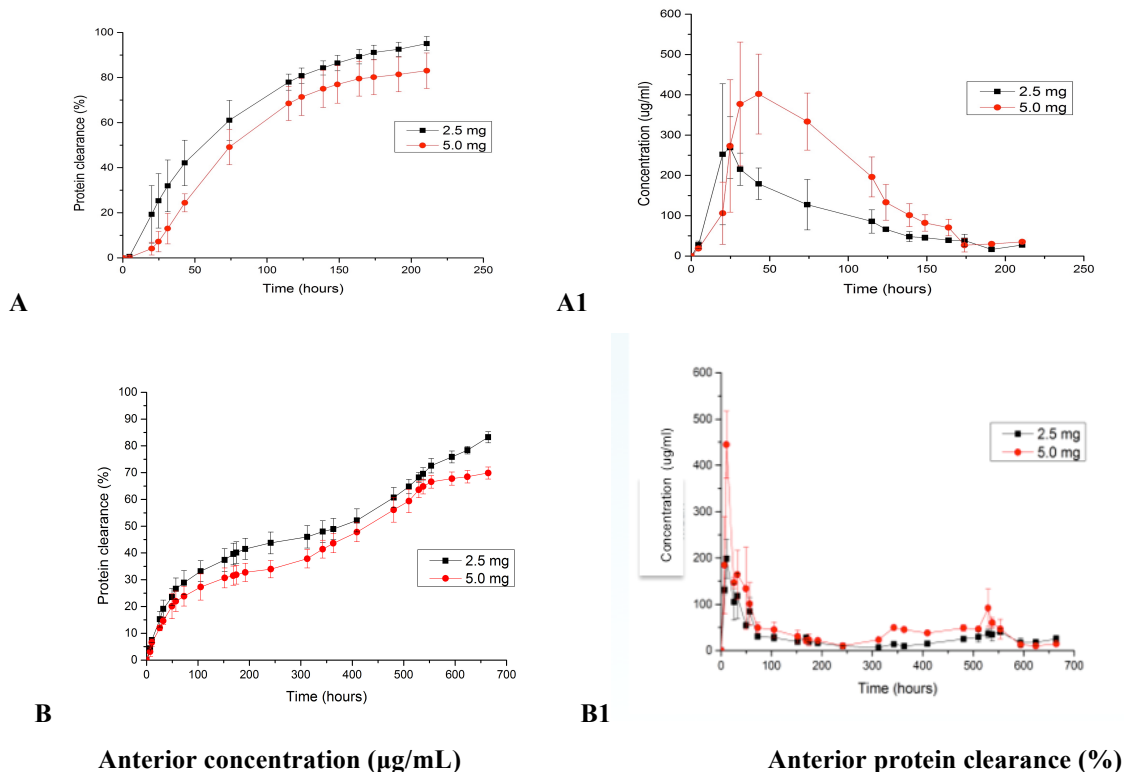 100
80
60
40
20
0
Protein clearance (%)
2.5 mg
5.0 mg
0 50 100 150 200 250
Time (hours)
A
600
500
400
300
200
100
0
Concentration (ug/ml)
2.5 mg
5.0 mg
0 50 100 150 200 250
Time (hours)
A1
100
90
80
70
60
50
40
30
20
10
0
Protein clearance (%)
2.5 mg
5.0 mg
0 100 200 300 400 500 600 700
Time (hours)
B
600
500
400
300
200
100
0
Concentration (ug/ml)
2.5 mg
5.0 mg
0 100 200 300 400 500 600 700
Time (hours)
B1
Anterior concentration (µg/mL) Anterior protein clearance (%)